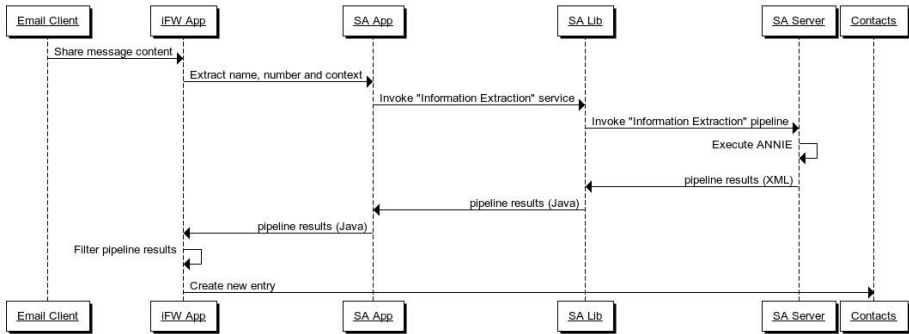 Email Client
iFW App
SA App
SA Lib
SA Server
Contacts
Share message content
Extract name, number and context
Invoke "Information Extraction" service
Invoke "Information Extraction" pipeline
Execute ANNIE
pipeline results (XML)
pipeline results (Java)
pipeline results (Java)
Filter pipeline results
Create new entry
Email Client
iFW App
SA App
SA Lib
SA Server
Contacts